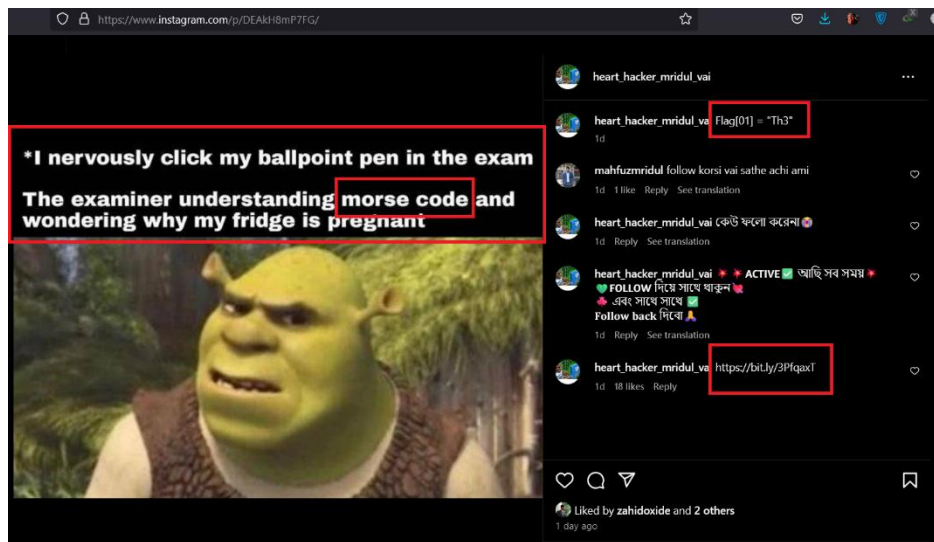 https://www.instagram.com/p/DEAkH8mP7FG/
heart_hacker_mridul_vai
heart_hacker_mridul_va Flag[01] = "Th3"
1d
*I nervously click my ballpoint pen in the exam
The examiner understanding morse code and
wondering why my fridge is pregnant
mahfuzmridul follow korsi vai sathe achi ami
1d 1 like Reply See translation
heart_hacker_mridul_vai কেউ ফলো করেনা
1d Reply See translation
heart_hacker_mridul_vai ACTIVE আছি সব সময়
FOLLOW দিয়ে সাথে থাকুন
এবং সাথে সাথে
Follow back দিবো
1d Reply See translation
heart_hacker_mridul_va https://bit.ly/3PfqaxT
1d 18 likes Reply
Liked by zahidoxide and 2 others
1 day ago